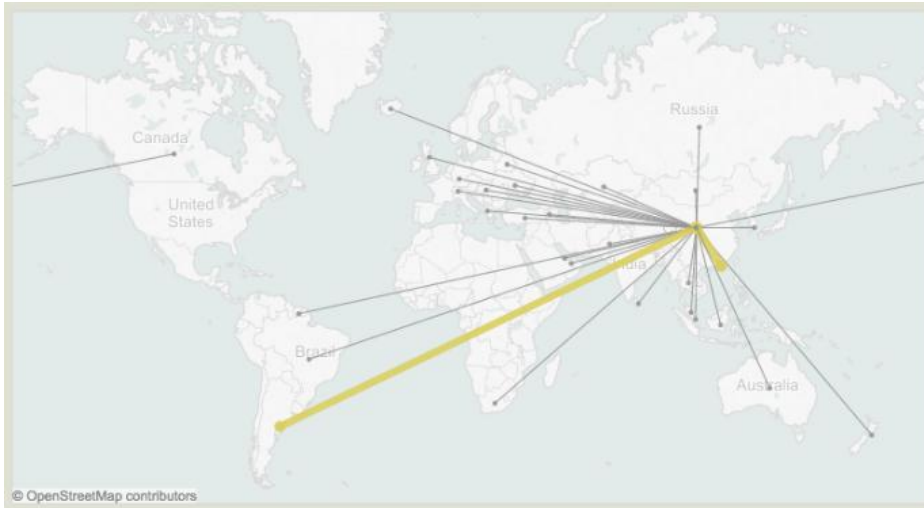 Russia
Canada
United
States
India
Brazil
Australia
© OpenStreetMap contributors